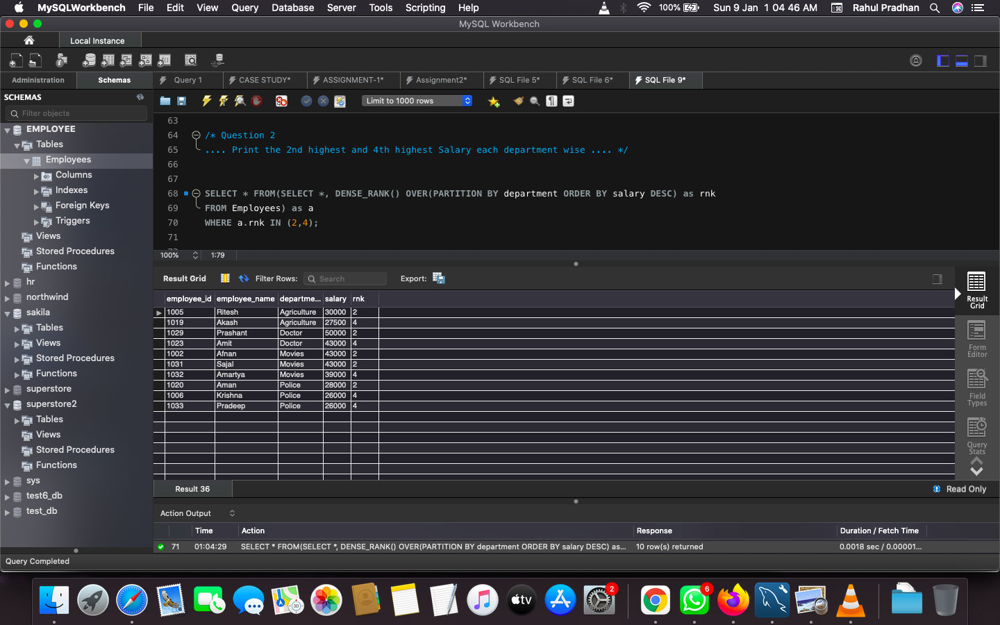 MySQLWorkbench File Edit View Query Database Server Tools Scripting Help 100% Sun 9 Jan 1 04 46 AM Rahul Pradhan
MySQL Workbench
Local Instance
Administration Schemas Query 1 CASE STUDY* ASSIGNMENT-1* Assignment2* SQL File 5* SQL File 6* SQL File 9*
SCHEMAS
Filter objects
Limit to 1000 rows
EMPLOYEE
Tables
Employees
Columns
Indexes
Foreign Keys
Triggers
Views
Stored Procedures
Functions
hr
northwind
sakila
Tables
Views
Stored Procedures
Functions
superstore
superstore2
Tables
Views
Stored Procedures
Functions
sys
test6_db
test_db
63
64 /* Question 2
65 .... Print the 2nd highest and 4th highest Salary each department wise .... */
66
67
68 SELECT * FROM(SELECT *, DENSE_RANK() OVER(PARTITION BY department ORDER BY salary DESC) as rnk
69 FROM Employees) as a
70 WHERE a.rnk IN (2,4);
71
100% 1:79
Result Grid Filter Rows: Search Export:
employee_id employee_name departme... salary rnk
1005 Ritesh Agriculture 30000 2
1019 Akash Agriculture 27500 4
1029 Prashant Doctor 50000 2
1023 Amit Doctor 43000 4
1002 Afnan Movies 43000 2
1031 Sajal Movies 43000 2
1032 Amartya Movies 39000 4
1020 Aman Police 28000 2
1006 Krishna Police 26000 4
1033 Pradeep Police 26000 4
Result
Grid
Form
Editor
Field
Types
Query
Stats
Result 36 Read Only
Action Output
Time Action Response Duration / Fetch Time
71 01:04:29 SELECT * FROM(SELECT *, DENSE_RANK() OVER(PARTITION BY department ORDER BY salary DESC) as... 10 row(s) returned 0.0018 sec / 0.00001...
Query Completed
3D
tv
2
6